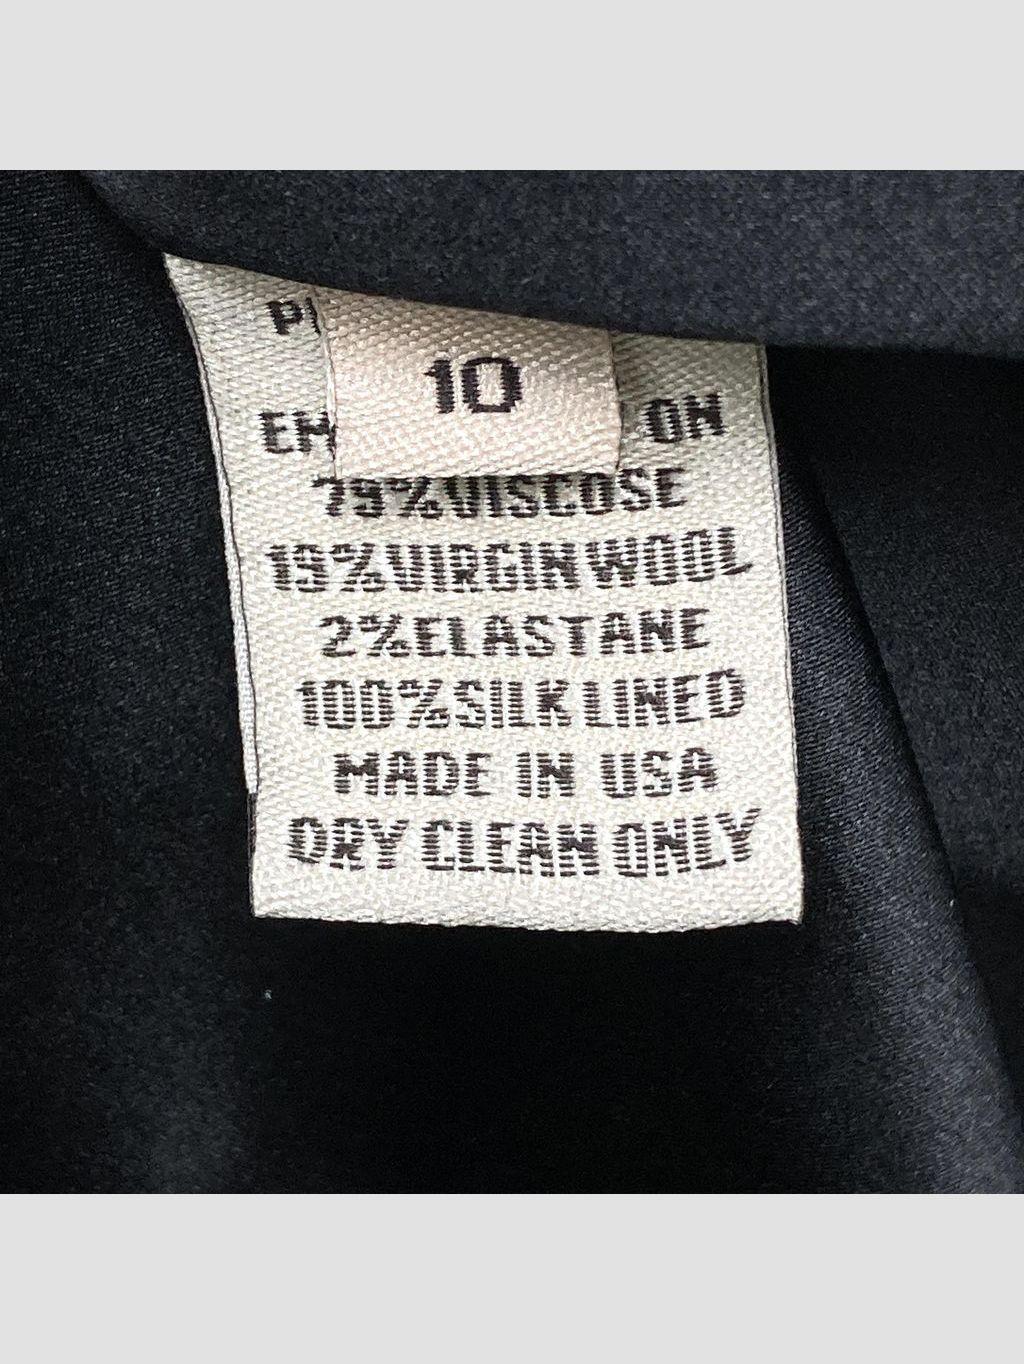 10
79%VISCOSE
19%VIRGIN WOOL
2%ELASTANE
100%SILK LINED
MADE IN USA
DRY CLEAN ONLY